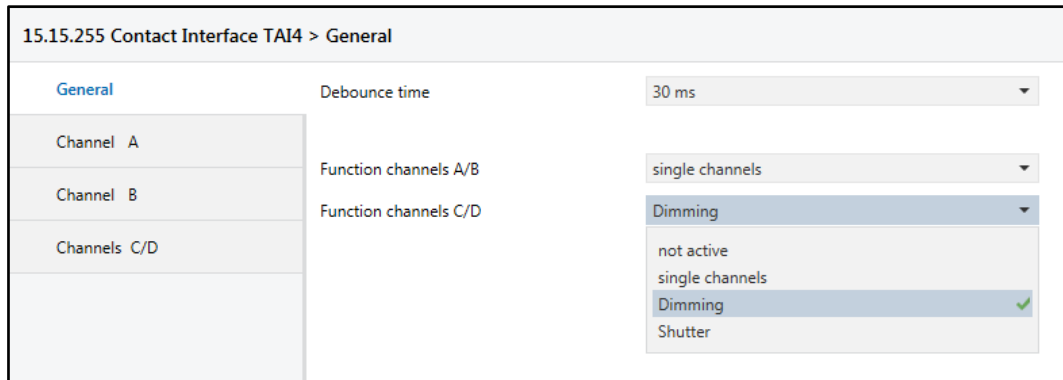 15.15.255 Contact Interface TAI4 > General
General
Debounce time
30 ms
Channel A
Function channels A/B
single channels
Channel B
Function channels C/D
Dimming
Channels C/D
not active
single channels
Dimming
Shutter